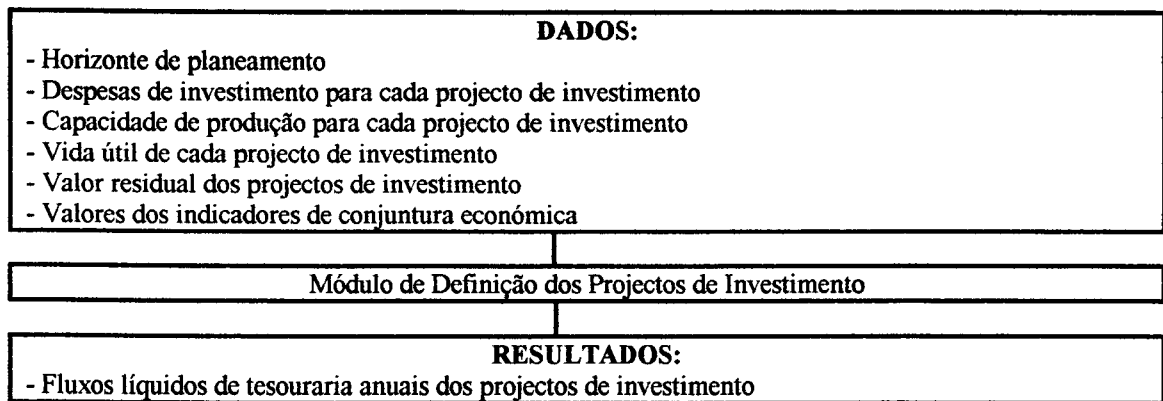 DADOS:
- Horizonte de planeamento
- Despesas de investimento para cada projecto de investimento
- Capacidade de produção para cada projecto de investimento
- Vida útil de cada projecto de investimento
- Valor residual dos projectos de investimento
- Valores dos indicadores de conjuntura económica
Módulo de Definição dos Projectos de Investimento
RESULTADOS:
- Fluxos líquidos de tesouraria anuais dos projectos de investimento